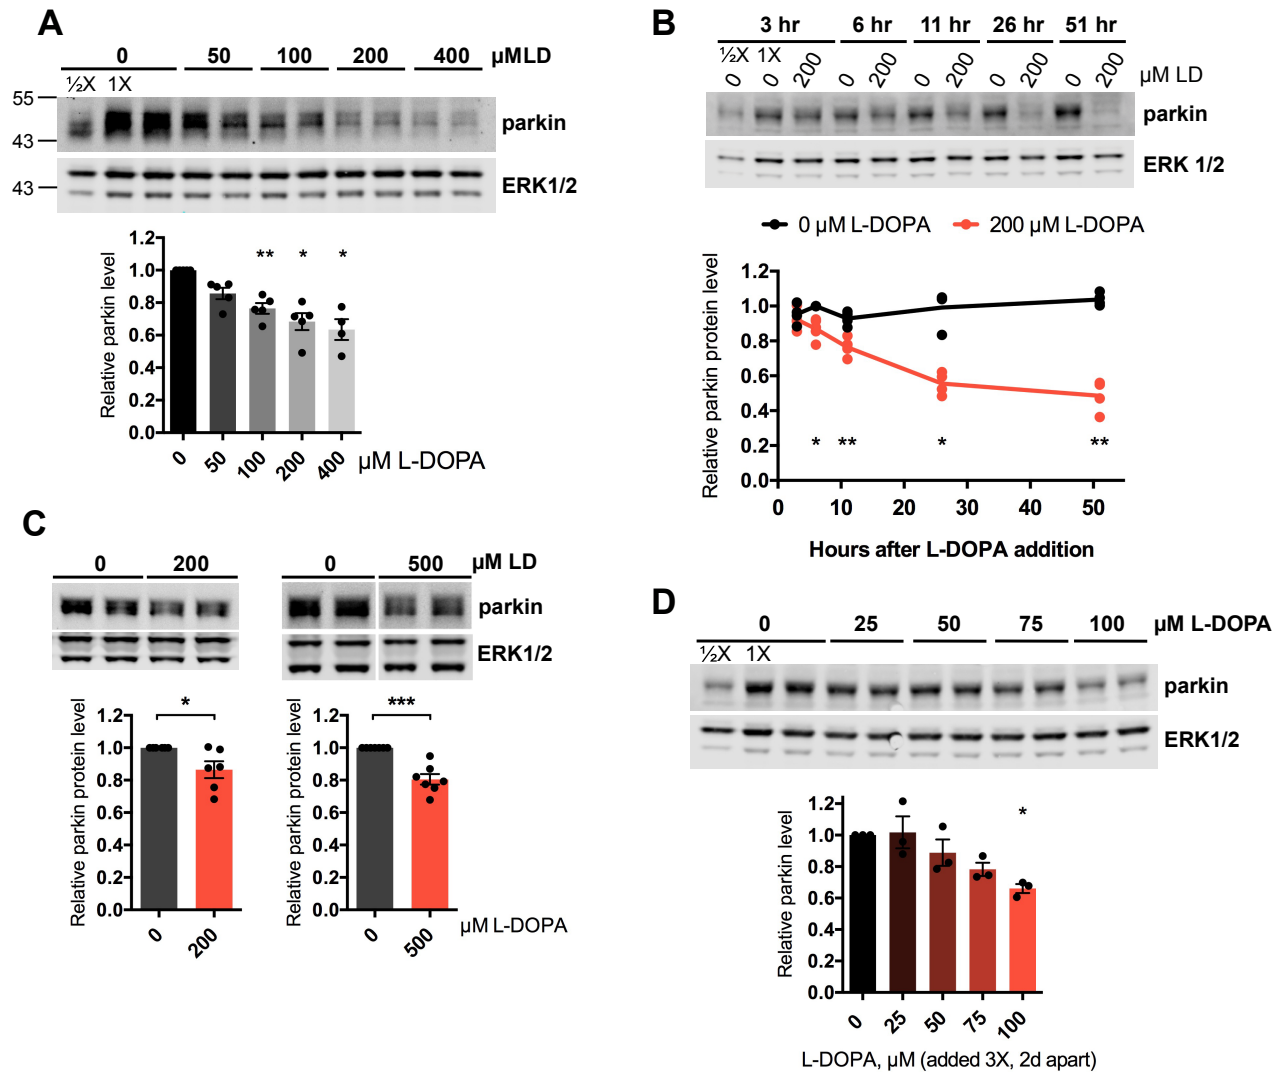 A
0 50 100 200 400 µM LD
½X 1X
55
43
parkin
43
ERK1/2
Relative parkin level
1.2
1.0
0.8
0.6
0.4
0.2
0.0
** * *
0 50 100 200 400 µM L-DOPA
B
3 hr 6 hr 11 hr 26 hr 51 hr
½X 1X
0 0 200 0 200 0 200 0 200 0 200 µM LD
parkin
ERK 1/2
0 µM L-DOPA 200 µM L-DOPA
Relative parkin protein level
1.2
1.0
0.8
0.6
0.4
0.2
0.0
* ** * **
0 10 20 30 40 50
Hours after L-DOPA addition
C
0 200 0 500 µM LD
parkin
ERK1/2
Relative parkin protein level
1.2
1.0
0.8
0.6
0.4
0.2
0.0
*
0 200
Relative parkin protein level
1.2
1.0
0.8
0.6
0.4
0.2
0.0
***
0 500 µM L-DOPA
D
0 25 50 75 100 µM L-DOPA
½X 1X
parkin
ERK1/2
Relative parkin level
1.2
1.0
0.8
0.6
0.4
0.2
0.0
*
0 25 50 75 100
L-DOPA, µM (added 3X, 2d apart)